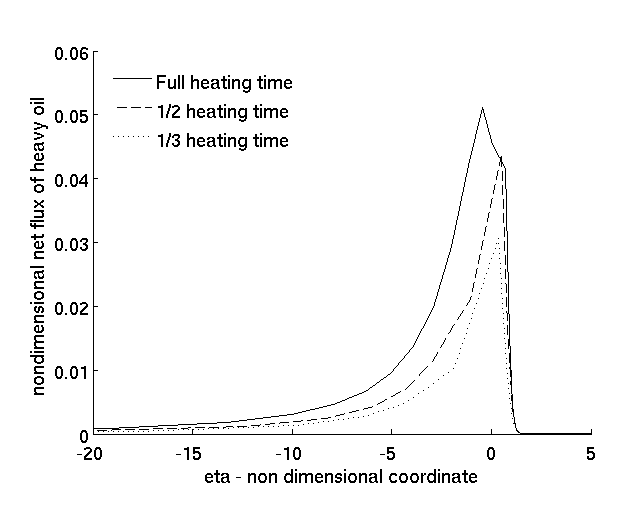 0.06
0.05
0.04
0.03
0.02
0.01
0
nondimensional net flux of heavy oil
Full heating time
1/2 heating time
1/3 heating time
-20 -15 -10 -5 0 5
eta - non dimensional coordinate